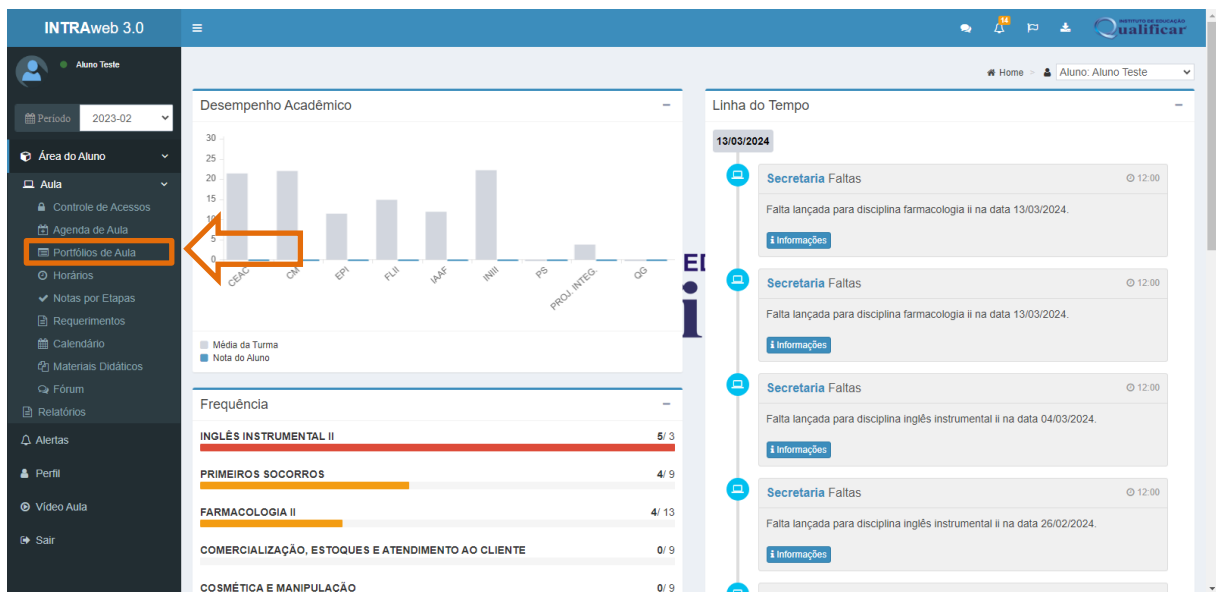 INTRAweb 3.0
14
INSTITUTO DE EDUCAÇÃO
Qualificar
Aluno Teste
Home > Aluno: Aluno Teste
Período 2023-02
Área do Aluno
Aula
Controle de Acessos
Agenda de Aula
Portfólios de Aula
Horários
Notas por Etapas
Requerimentos
Calendário
Materiais Didáticos
Fórum
Relatórios
Alertas
Perfil
Vídeo Aula
Sair
Desempenho Acadêmico
30
25
20
15
10
5
0
CEAC CM EPI FLII IAAF INIII PS PROJ. INTEG. QG
Média da Turma
Nota do Aluno
Frequência
INGLÊS INSTRUMENTAL II 5/ 3
PRIMEIROS SOCORROS 4/ 9
FARMACOLOGIA II 4/ 13
COMERCIALIZAÇÃO, ESTOQUES E ATENDIMENTO AO CLIENTE 0/ 9
COSMÉTICA E MANIPULAÇÃO 0/ 9
Linha do Tempo
13/03/2024
Secretaria Faltas 12:00
Falta lançada para disciplina farmacologia ii na data 13/03/2024.
Informações
Secretaria Faltas 12:00
Falta lançada para disciplina farmacologia ii na data 13/03/2024.
Informações
Secretaria Faltas 12:00
Falta lançada para disciplina inglês instrumental ii na data 04/03/2024.
Informações
Secretaria Faltas 12:00
Falta lançada para disciplina inglês instrumental ii na data 26/02/2024.
Informações